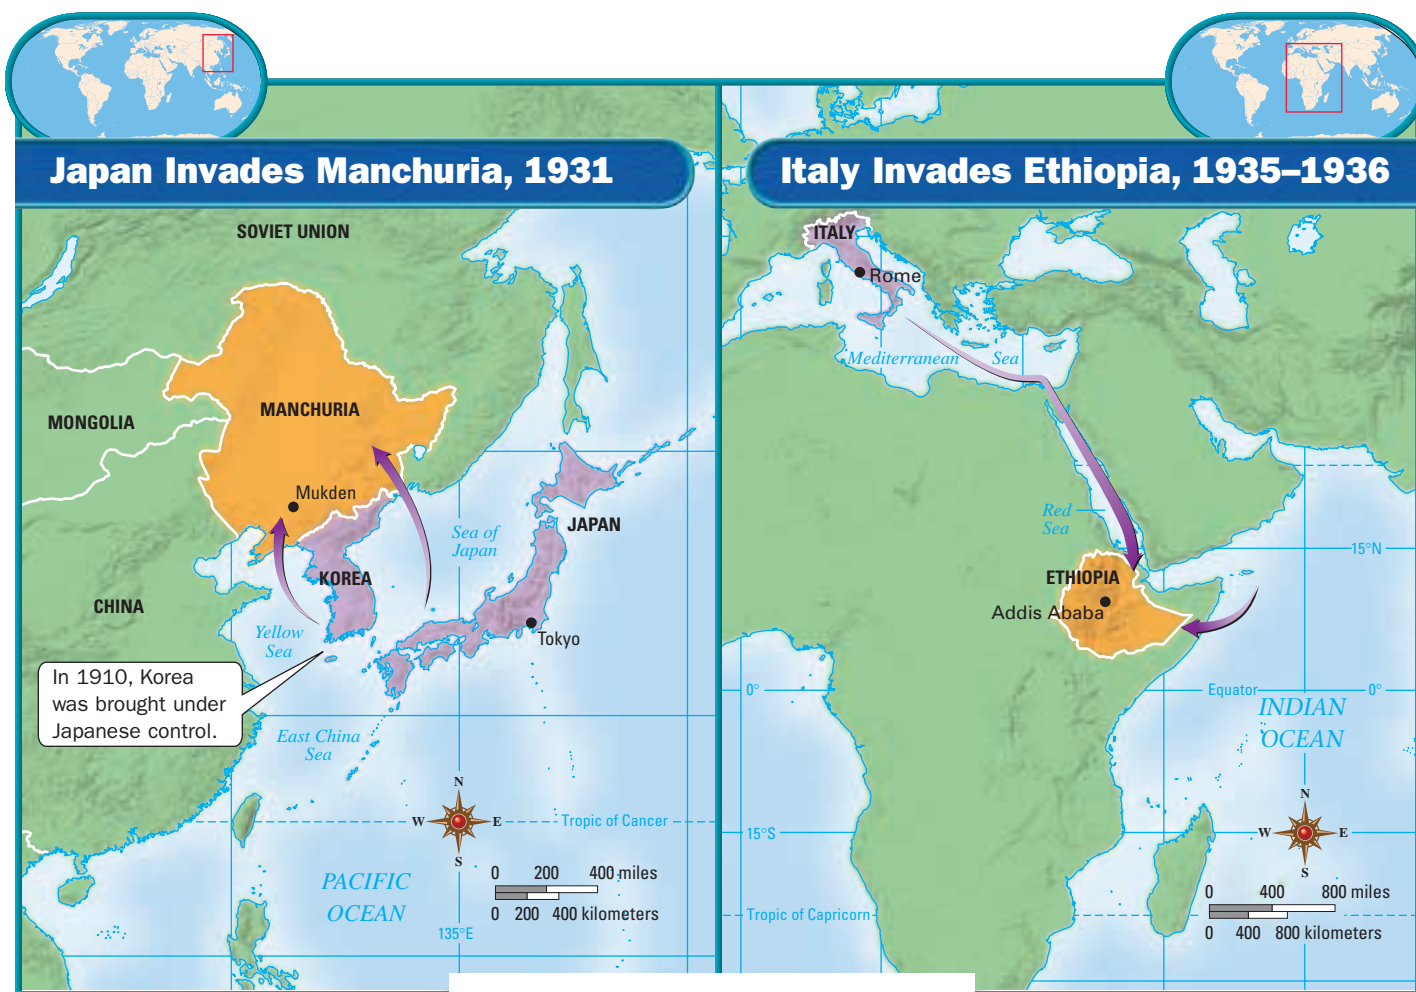 Japan Invades Manchuria, 1931
SOVIET UNION
MONGOLIA
MANCHURIA
Mukden
Sea of
Japan
JAPAN
KOREA
CHINA
Yellow
Sea
Tokyo
In 1910, Korea
was brought under
Japanese control.
East China
Sea
N
W E
S
Tropic of Cancer
PACIFIC
OCEAN
0 200 400 miles
0 200 400 kilometers
135°E
Italy Invades Ethiopia, 1935–1936
ITALY
Rome
Mediterranean Sea
Red
Sea
15°N
ETHIOPIA
Addis Ababa
0° Equator 0°
INDIAN
OCEAN
N
W E
S
15°S
0 400 800 miles
Tropic of Capricorn
0 400 800 kilometers